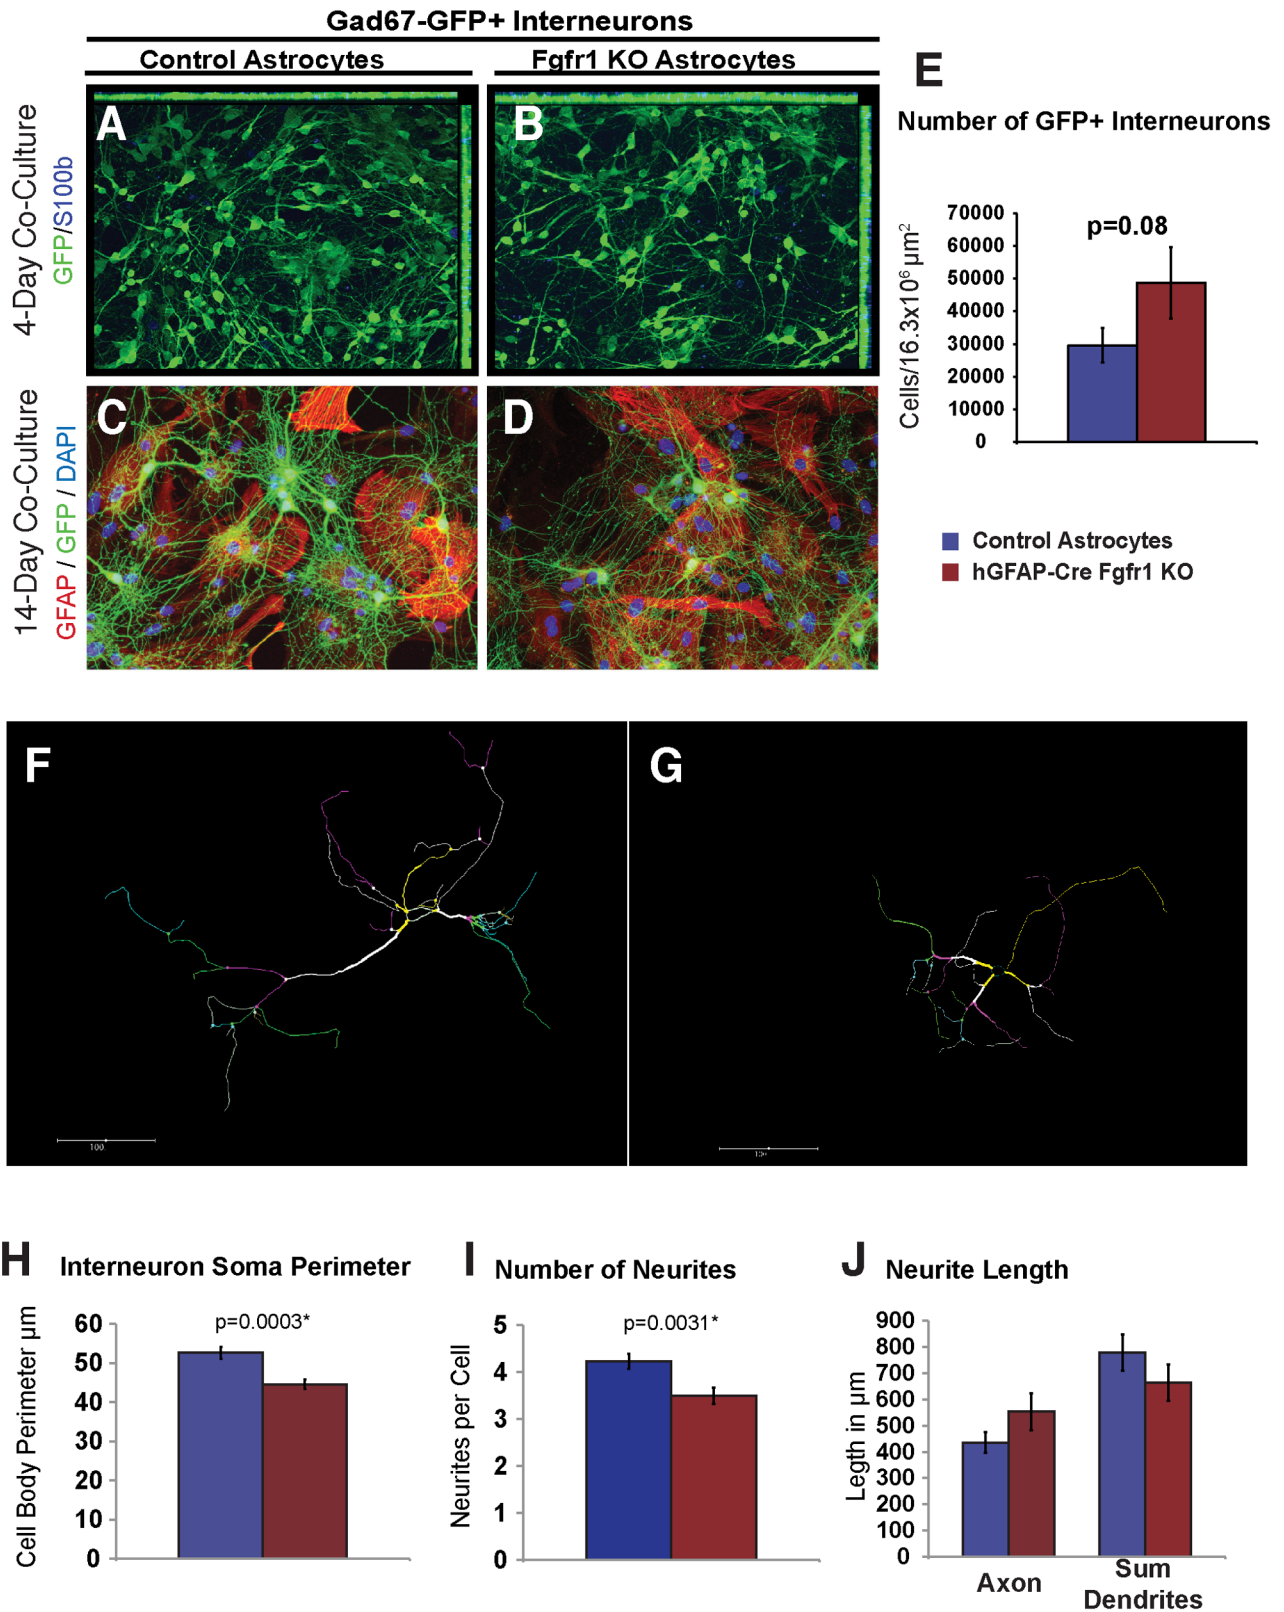 Gad67-GFP+ Interneurons
Control Astrocytes
Fgfr1 KO Astrocytes
4-Day Co-Culture
GFP/S100b
A
B
14-Day Co-Culture
GFAP / GFP / DAPI
C
D
E
Number of GFP+ Interneurons
Cells/16.3x10⁶ µm²
70000
60000
50000
40000
30000
20000
10000
0
p=0.08
Control Astrocytes
hGFAP-Cre Fgfr1 KO
F
100
G
H
Interneuron Soma Perimeter
Cell Body Perimeter µm
60
50
40
30
20
10
0
p=0.0003*
I
Number of Neurites
Neurites per Cell
5
4
3
2
1
0
p=0.0031*
J
Neurite Length
Legth in µm
900
800
700
600
500
400
300
200
100
0
Axon
Sum
Dendrites